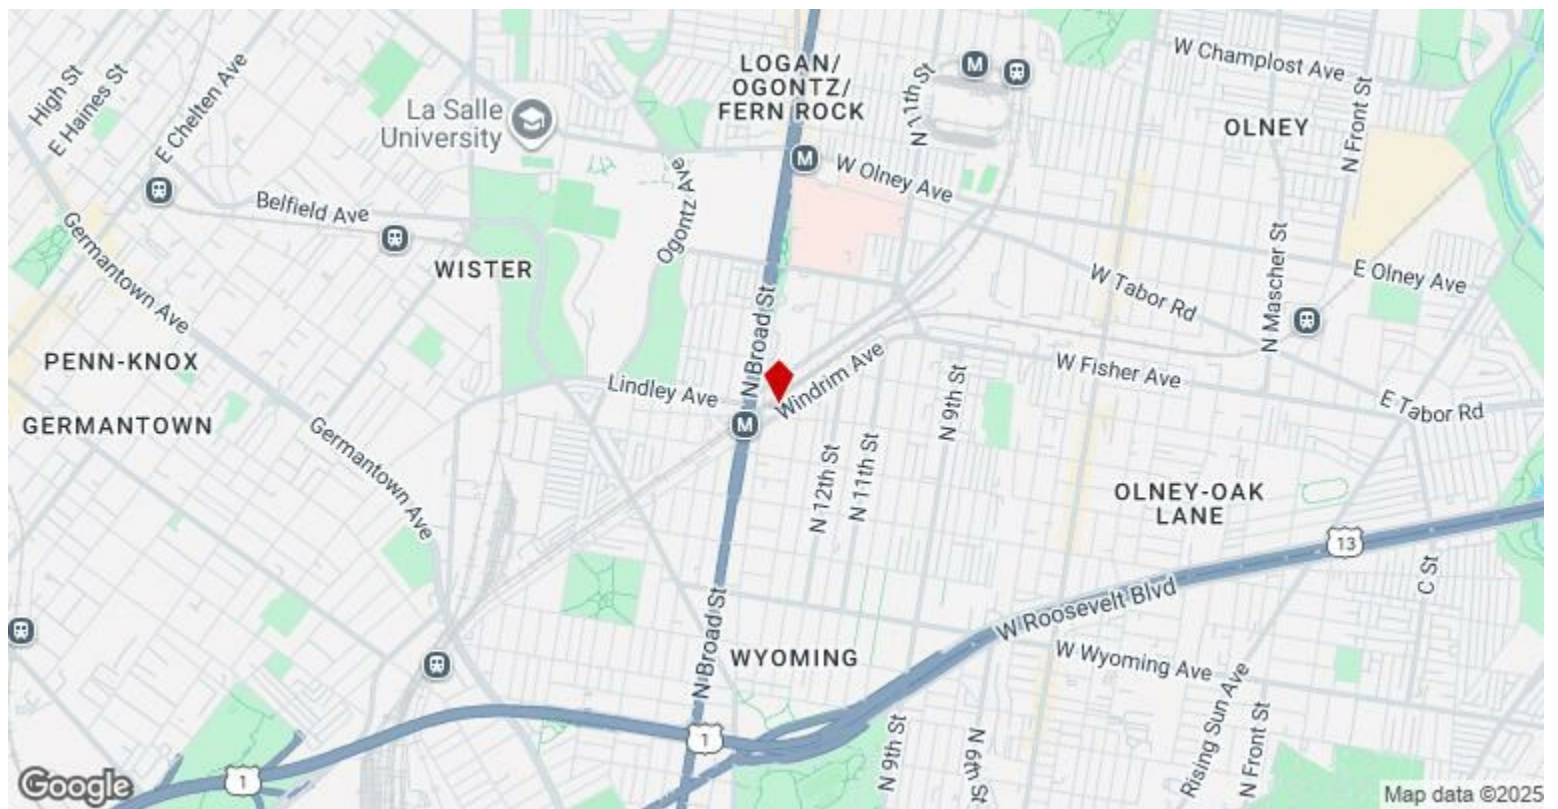 High St
E Haines St
E Chelten Ave
La Salle
University
LOGAN/
OGONTZ/
FERN ROCK
M
N 11th St
W Champlost Ave
OLNEY
N Front St
M
W Olney Ave
Belfield Ave
Ogontz Ave
Germantown Ave
WISTER
W Tabor Rd
E Olney Ave
N Mascher St
N Broad St
PENN-KNOX
Lindley Ave
Windrim Ave
W Fisher Ave
E Tabor Rd
GERMANTOWN
M
Germantown Ave
N 9th St
N 12th St
N 11th St
OLNEY-OAK
LANE
13
C St
W Roosevelt Blvd
N Broad St
WYOMING
W Wyoming Ave
Rising Sun Ave
N Front St
N 9th St
N 6th St
1
1
Google
Map data ©2025